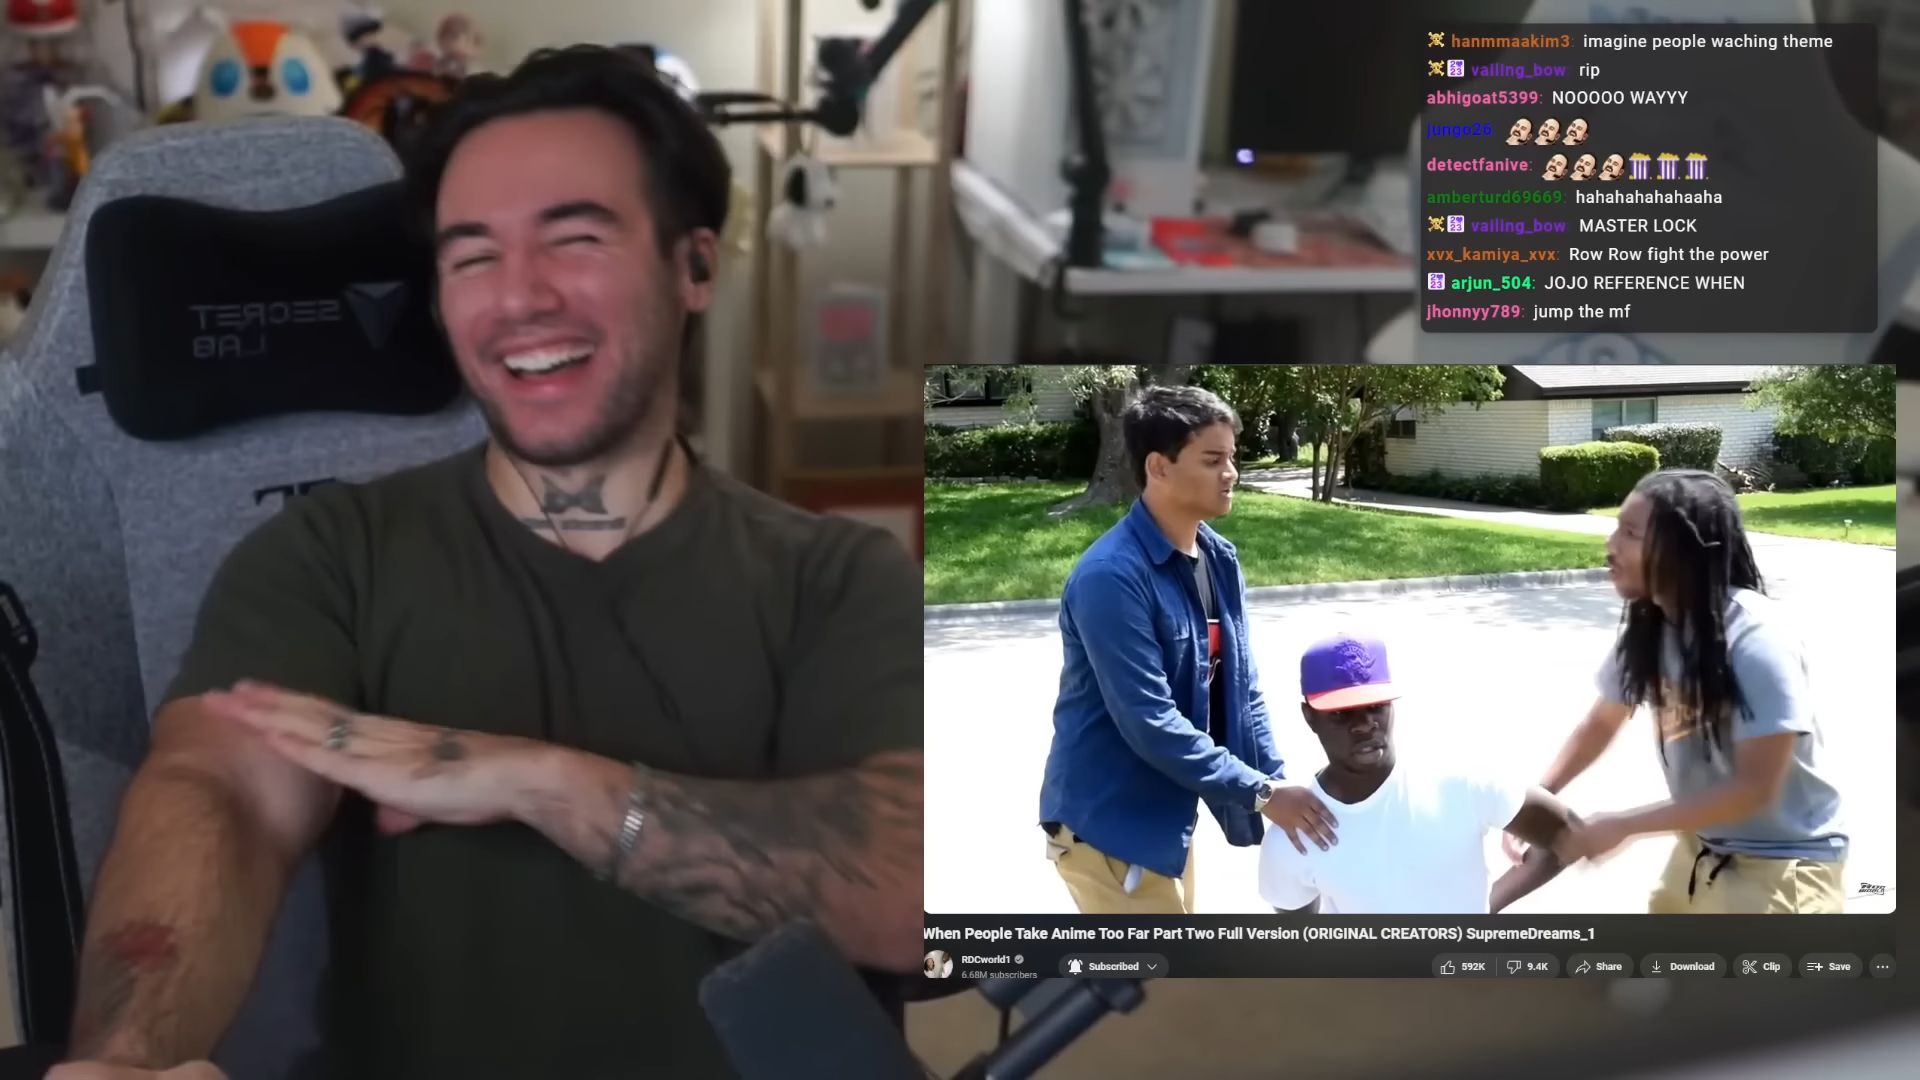 hanmmaakim3: imagine people waching theme
vailing_bow rip
abhigoat5399: NOOOOO WAYYY
jungo26
detectfanive:
amberturd69669: hahahahahahaaha
vailing_bow MASTER LOCK
xvx_kamiya_xvx: Row Row fight the power
arjun_504: JOJO REFERENCE WHEN
jhonnyy789: jump the mf
SECRET
LAB
When People Take Anime Too Far Part Two Full Version (ORIGINAL CREATORS) SupremeDreams_1
RDCworld1
6.68M subscribers
Subscribed
592K
9.4K
Share
Download
Clip
Save